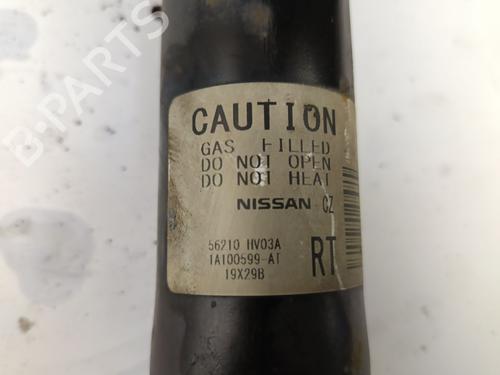 B-PARTS
CAUTION
GAS FILLED
DO NOT OPEN
DO NOT HEAT
NISSAN CZ
56210 HV03A
1A100599-AT
19X29B
RT